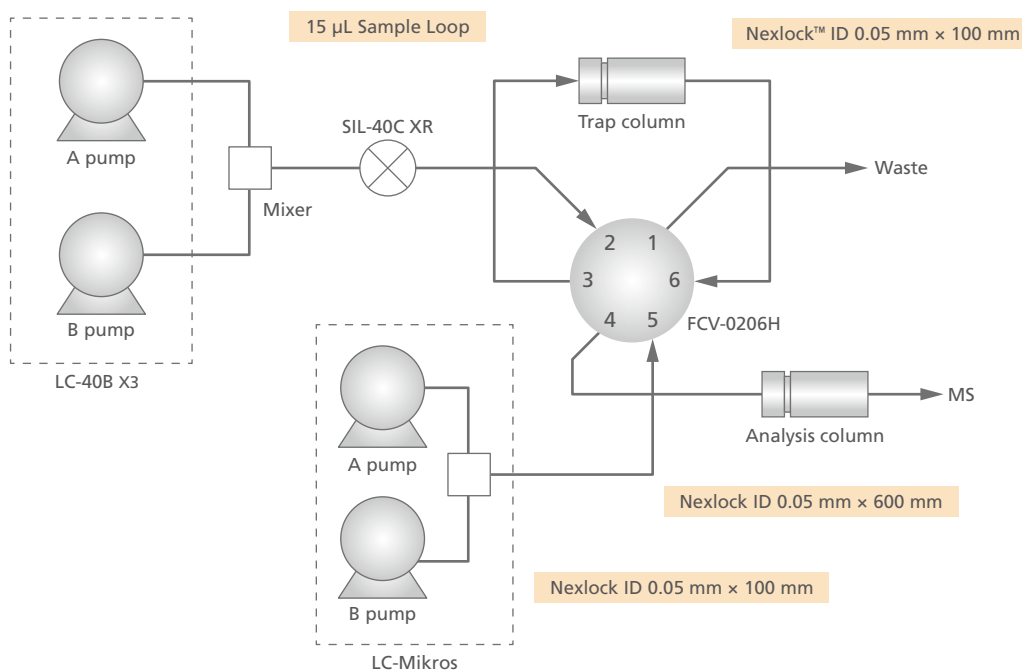 15 µL Sample Loop
Nexlock™ ID 0.05 mm × 100 mm
A pump
B pump
LC-40B X3
Mixer
SIL-40C XR
Trap column
Waste
2 1
3 6
4 5
FCV-0206H
MS
Analysis column
A pump
B pump
LC-Mikros
Nexlock ID 0.05 mm × 600 mm
Nexlock ID 0.05 mm × 100 mm